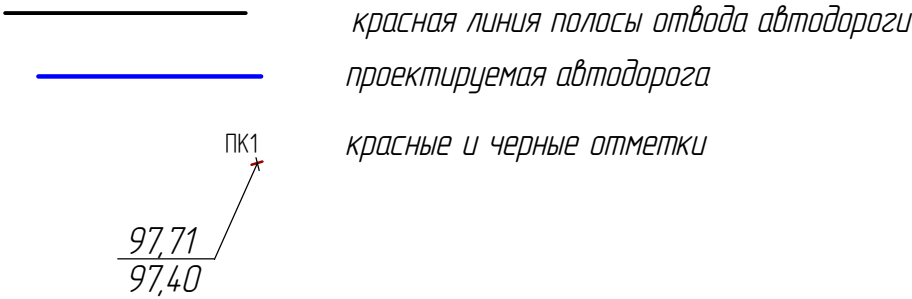 красная линия полосы отвода автодороги
проектируемая автодорога
ПК1
красные и черные отметки
97,71
97,40